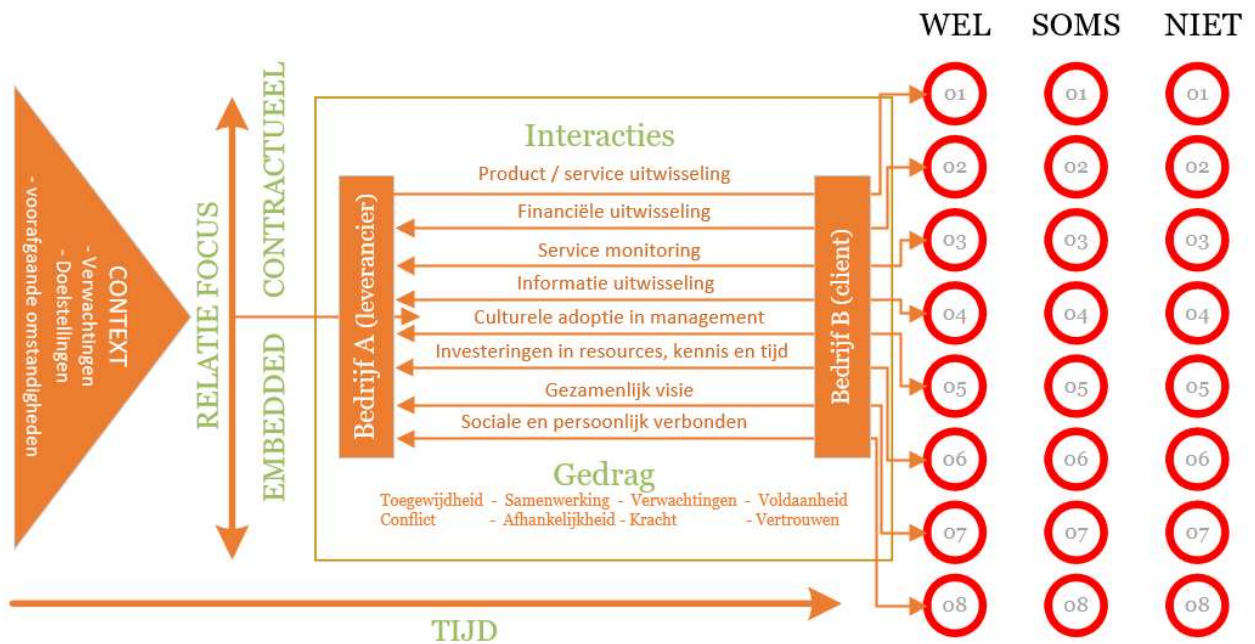 WEL SOMS NIET
CONTEXT
- Verwachtingen
- Doelstellingen
- voorafgaande omstandigheden
RELATIE FOCUS
CONTRACTUEEL
EMBEDDED
Interacties
Bedrijf A (leverancier)
Product / service uitwisseling
Financiële uitwisseling
Service monitoring
Informatie uitwisseling
Culturele adoptie in management
Investeringen in resources, kennis en tijd
Gezamenlijk visie
Sociale en persoonlijk verbonden
Bedrijf B (client)
Gedrag
Toegewijdheid - Samenwerking - Verwachtingen - Voldaanheid
Conflict - Afhankelijkheid - Kracht - Vertrouwen
TIJD
01 01 01
02 02 02
03 03 03
04 04 04
05 05 05
06 06 06
07 07 07
08 08 08